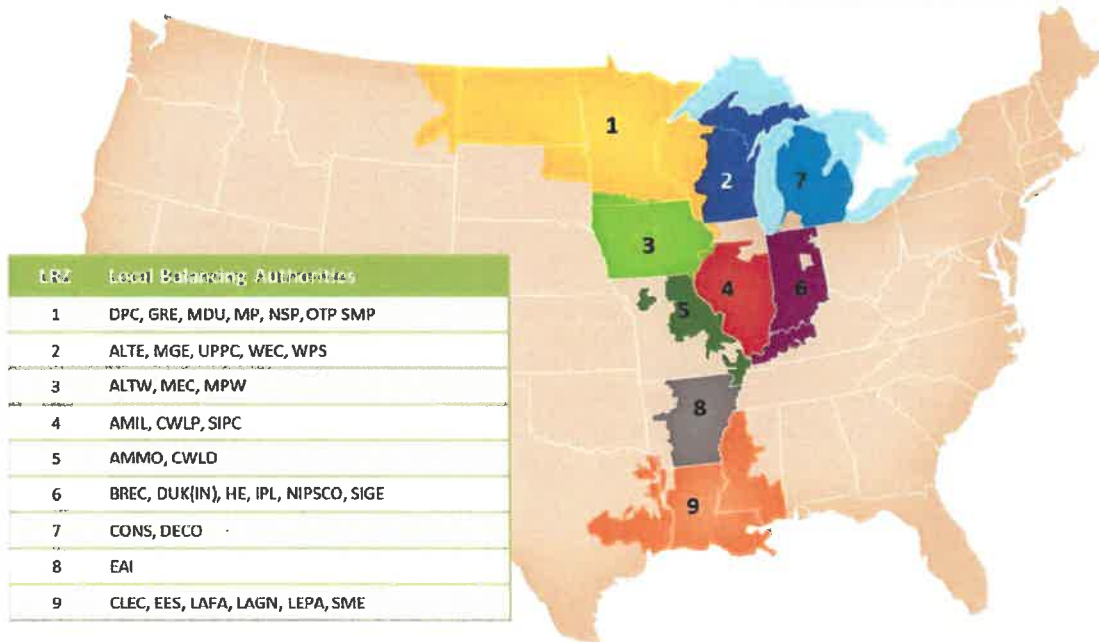 LRZ Local Balancing Authorities
1 DPC, GRE, MDU, MP, NSP, OTP SMP
2 ALTE, MGE, UPPC, WEC, WPS
3 ALTW, MEC, MPW
4 AMIL, CWLP, SIPC
5 AMMO, CWLD
6 BREC, DUK(IN), HE, IPL, NIPSCO, SIGE
7 CONS, DECO
8 EAI
9 CLEC, EES, LAFA, LAGN, LEPA, SME
1
2
7
3
4
6
5
8
9